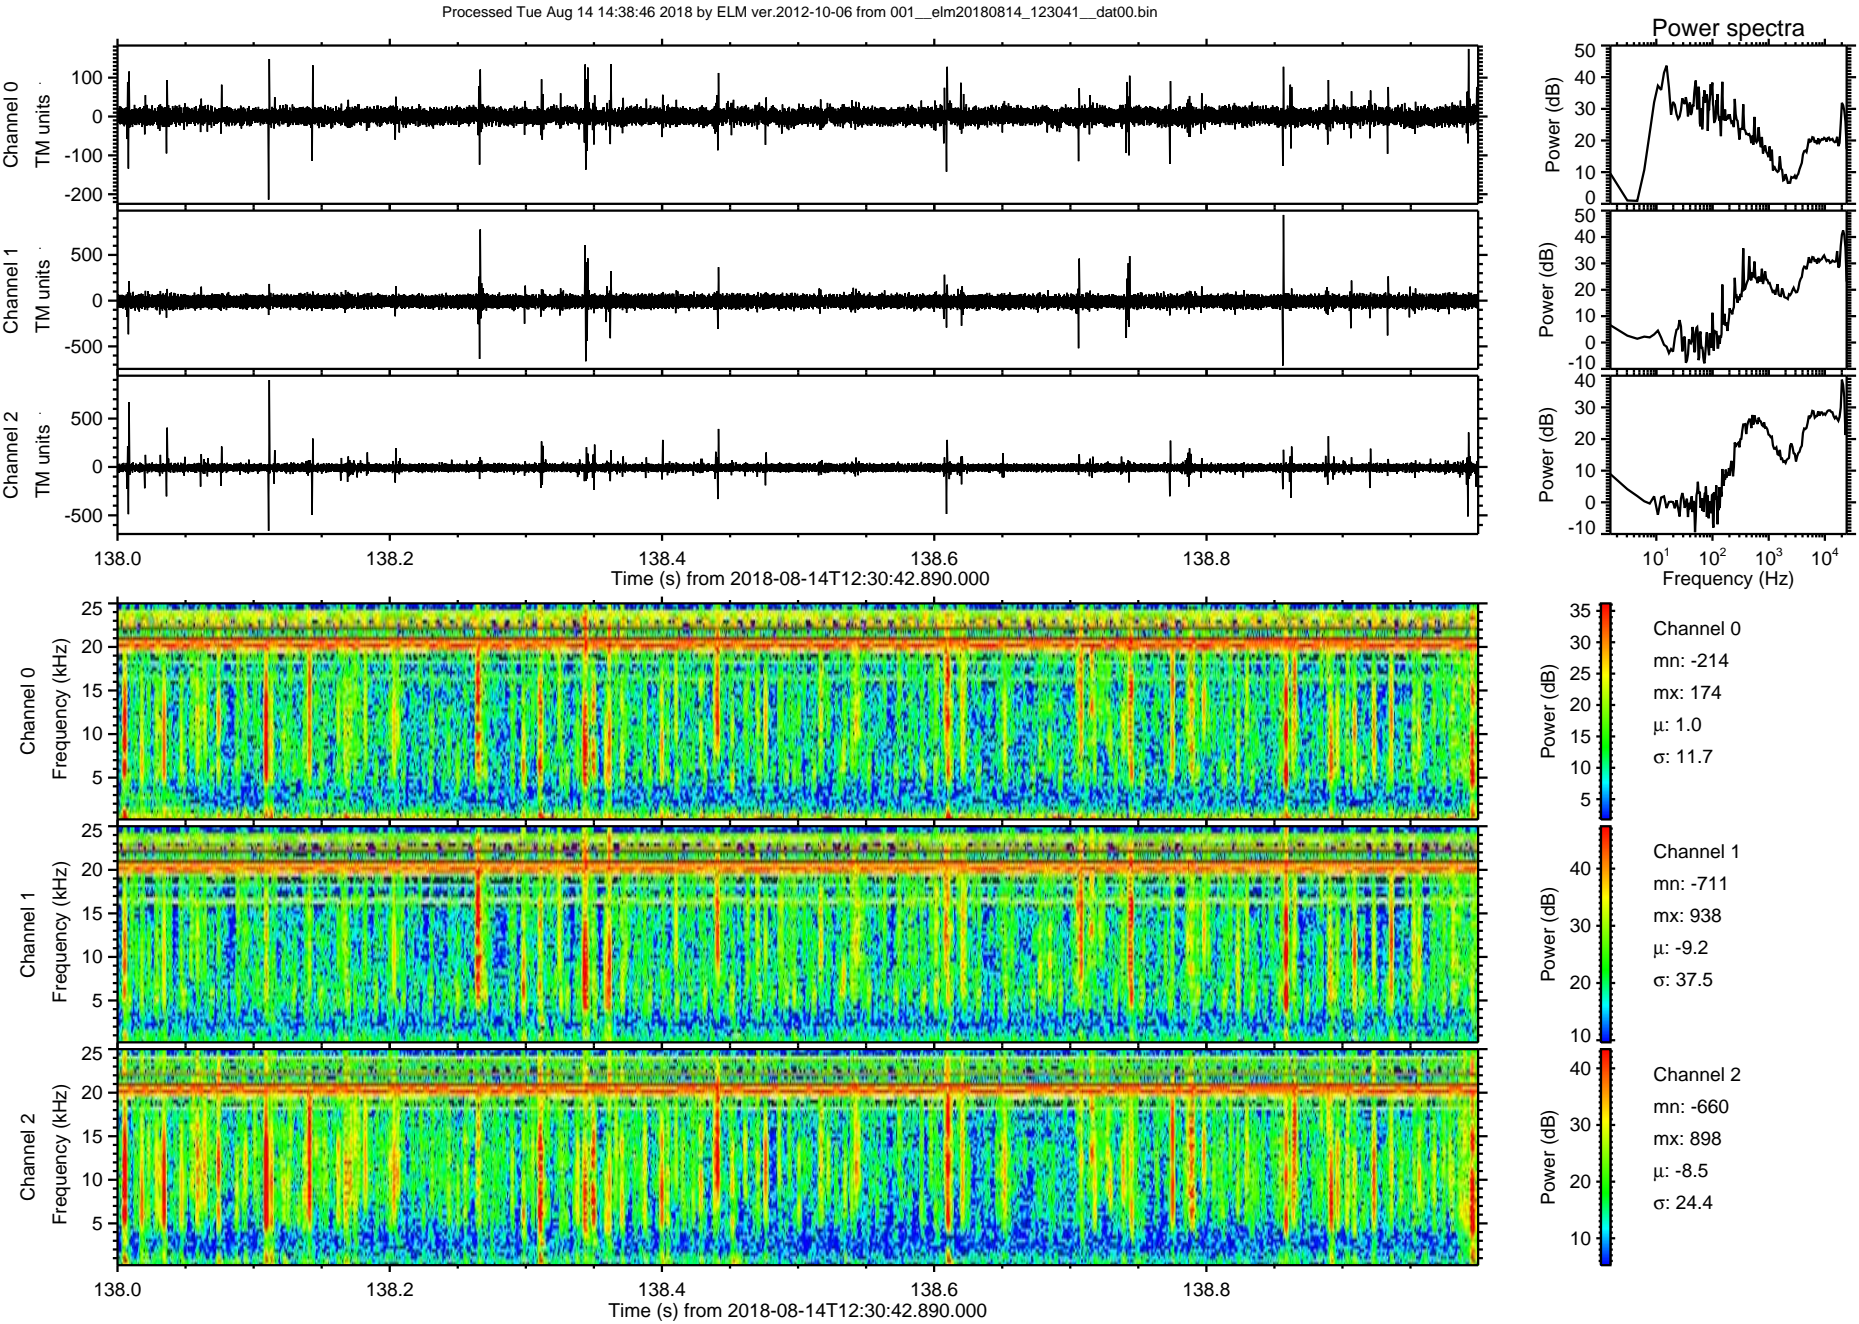 Processed Tue Aug 14 14:38:46 2018 by ELM ver.2012-10-06 from 001__elm20180814_123041__dat00.bin
Power spectra
Channel 0
TM units
100
0
-100
-200
Power (dB)
50
40
30
20
10
0
Channel 1
TM units
500
0
-500
Power (dB)
50
40
30
20
10
0
-10
Channel 2
TM units
500
0
-500
Power (dB)
40
30
20
10
0
-10
138.0 138.2 138.4 138.6 138.8
Time (s) from 2018-08-14T12:30:42.890.000
10¹ 10² 10³ 10⁴
Frequency (Hz)
Channel 0
Frequency (kHz)
25
20
15
10
5
Power (dB)
35
30
25
20
15
10
5
Channel 0
mn: -214
mx: 174
μ: 1.0
σ: 11.7
Channel 1
Frequency (kHz)
25
20
15
10
5
Power (dB)
40
30
20
10
Channel 1
mn: -711
mx: 938
μ: -9.2
σ: 37.5
Channel 2
Frequency (kHz)
25
20
15
10
5
Power (dB)
40
30
20
10
Channel 2
mn: -660
mx: 898
μ: -8.5
σ: 24.4
138.0 138.2 138.4 138.6 138.8
Time (s) from 2018-08-14T12:30:42.890.000